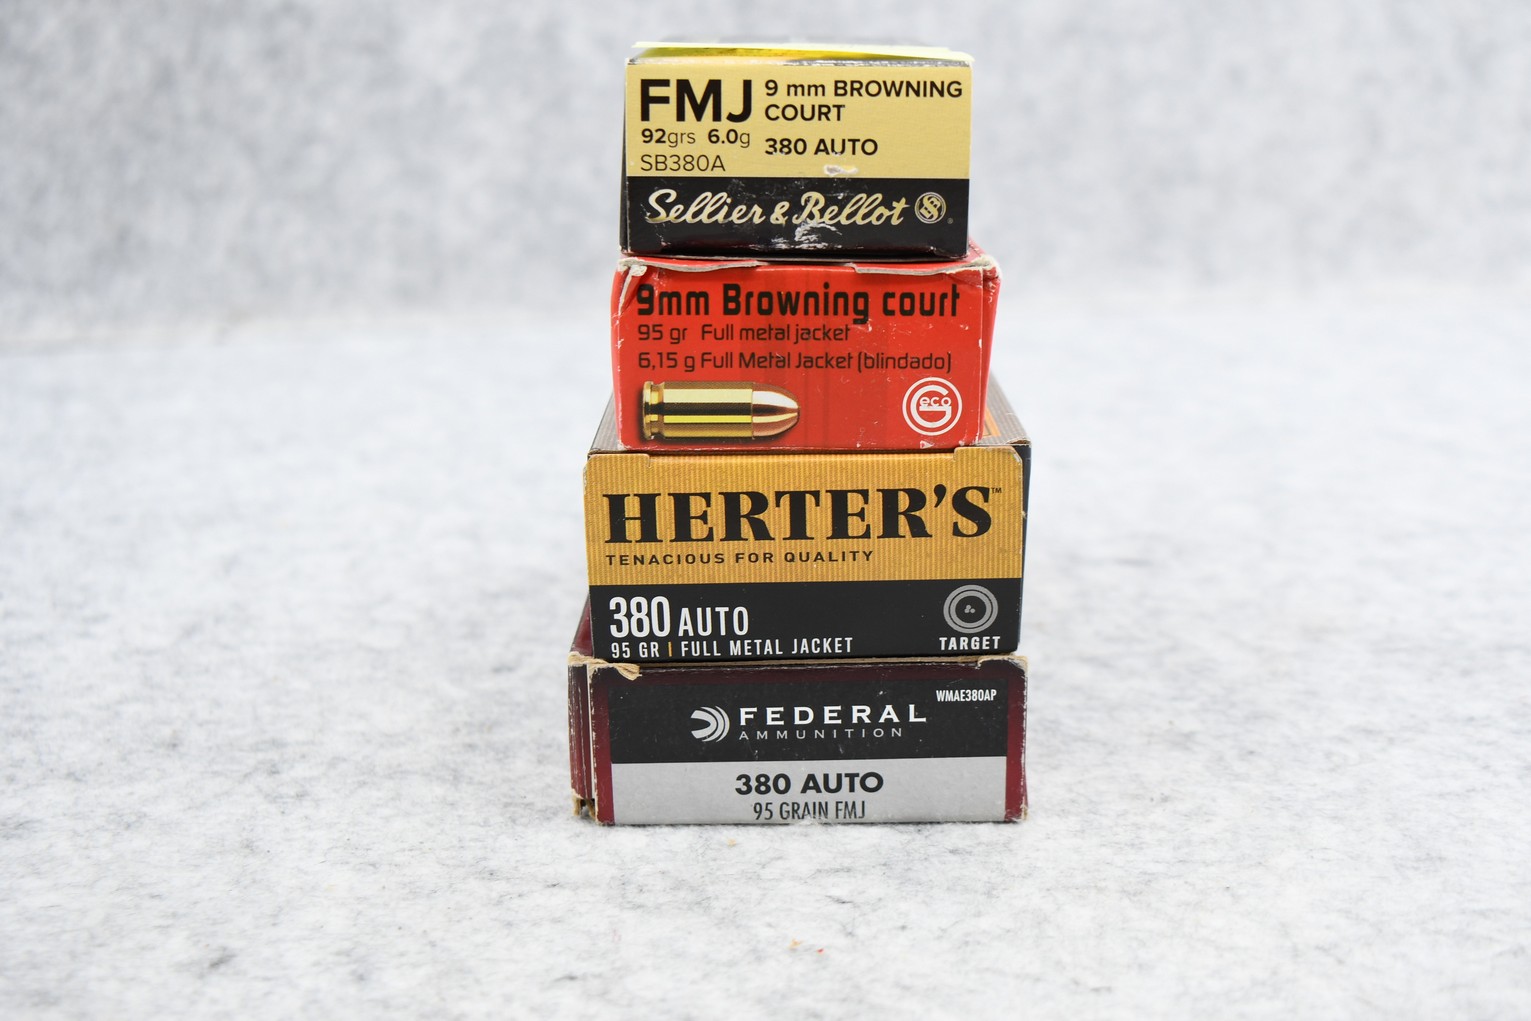 FMJ 9 mm BROWNING
COURT
92grs 6.0g 380 AUTO
SB380A
Sellier & Bellot
9mm Browning court
95 gr Full metal jacket
6,15 g Full Metal Jacket (blindado)
Geco
HERTER'S™
TENACIOUS FOR QUALITY
380 AUTO
95 GR | FULL METAL JACKET
TARGET
WMAE380AP
FEDERAL
AMMUNITION
380 AUTO
95 GRAIN FMJ